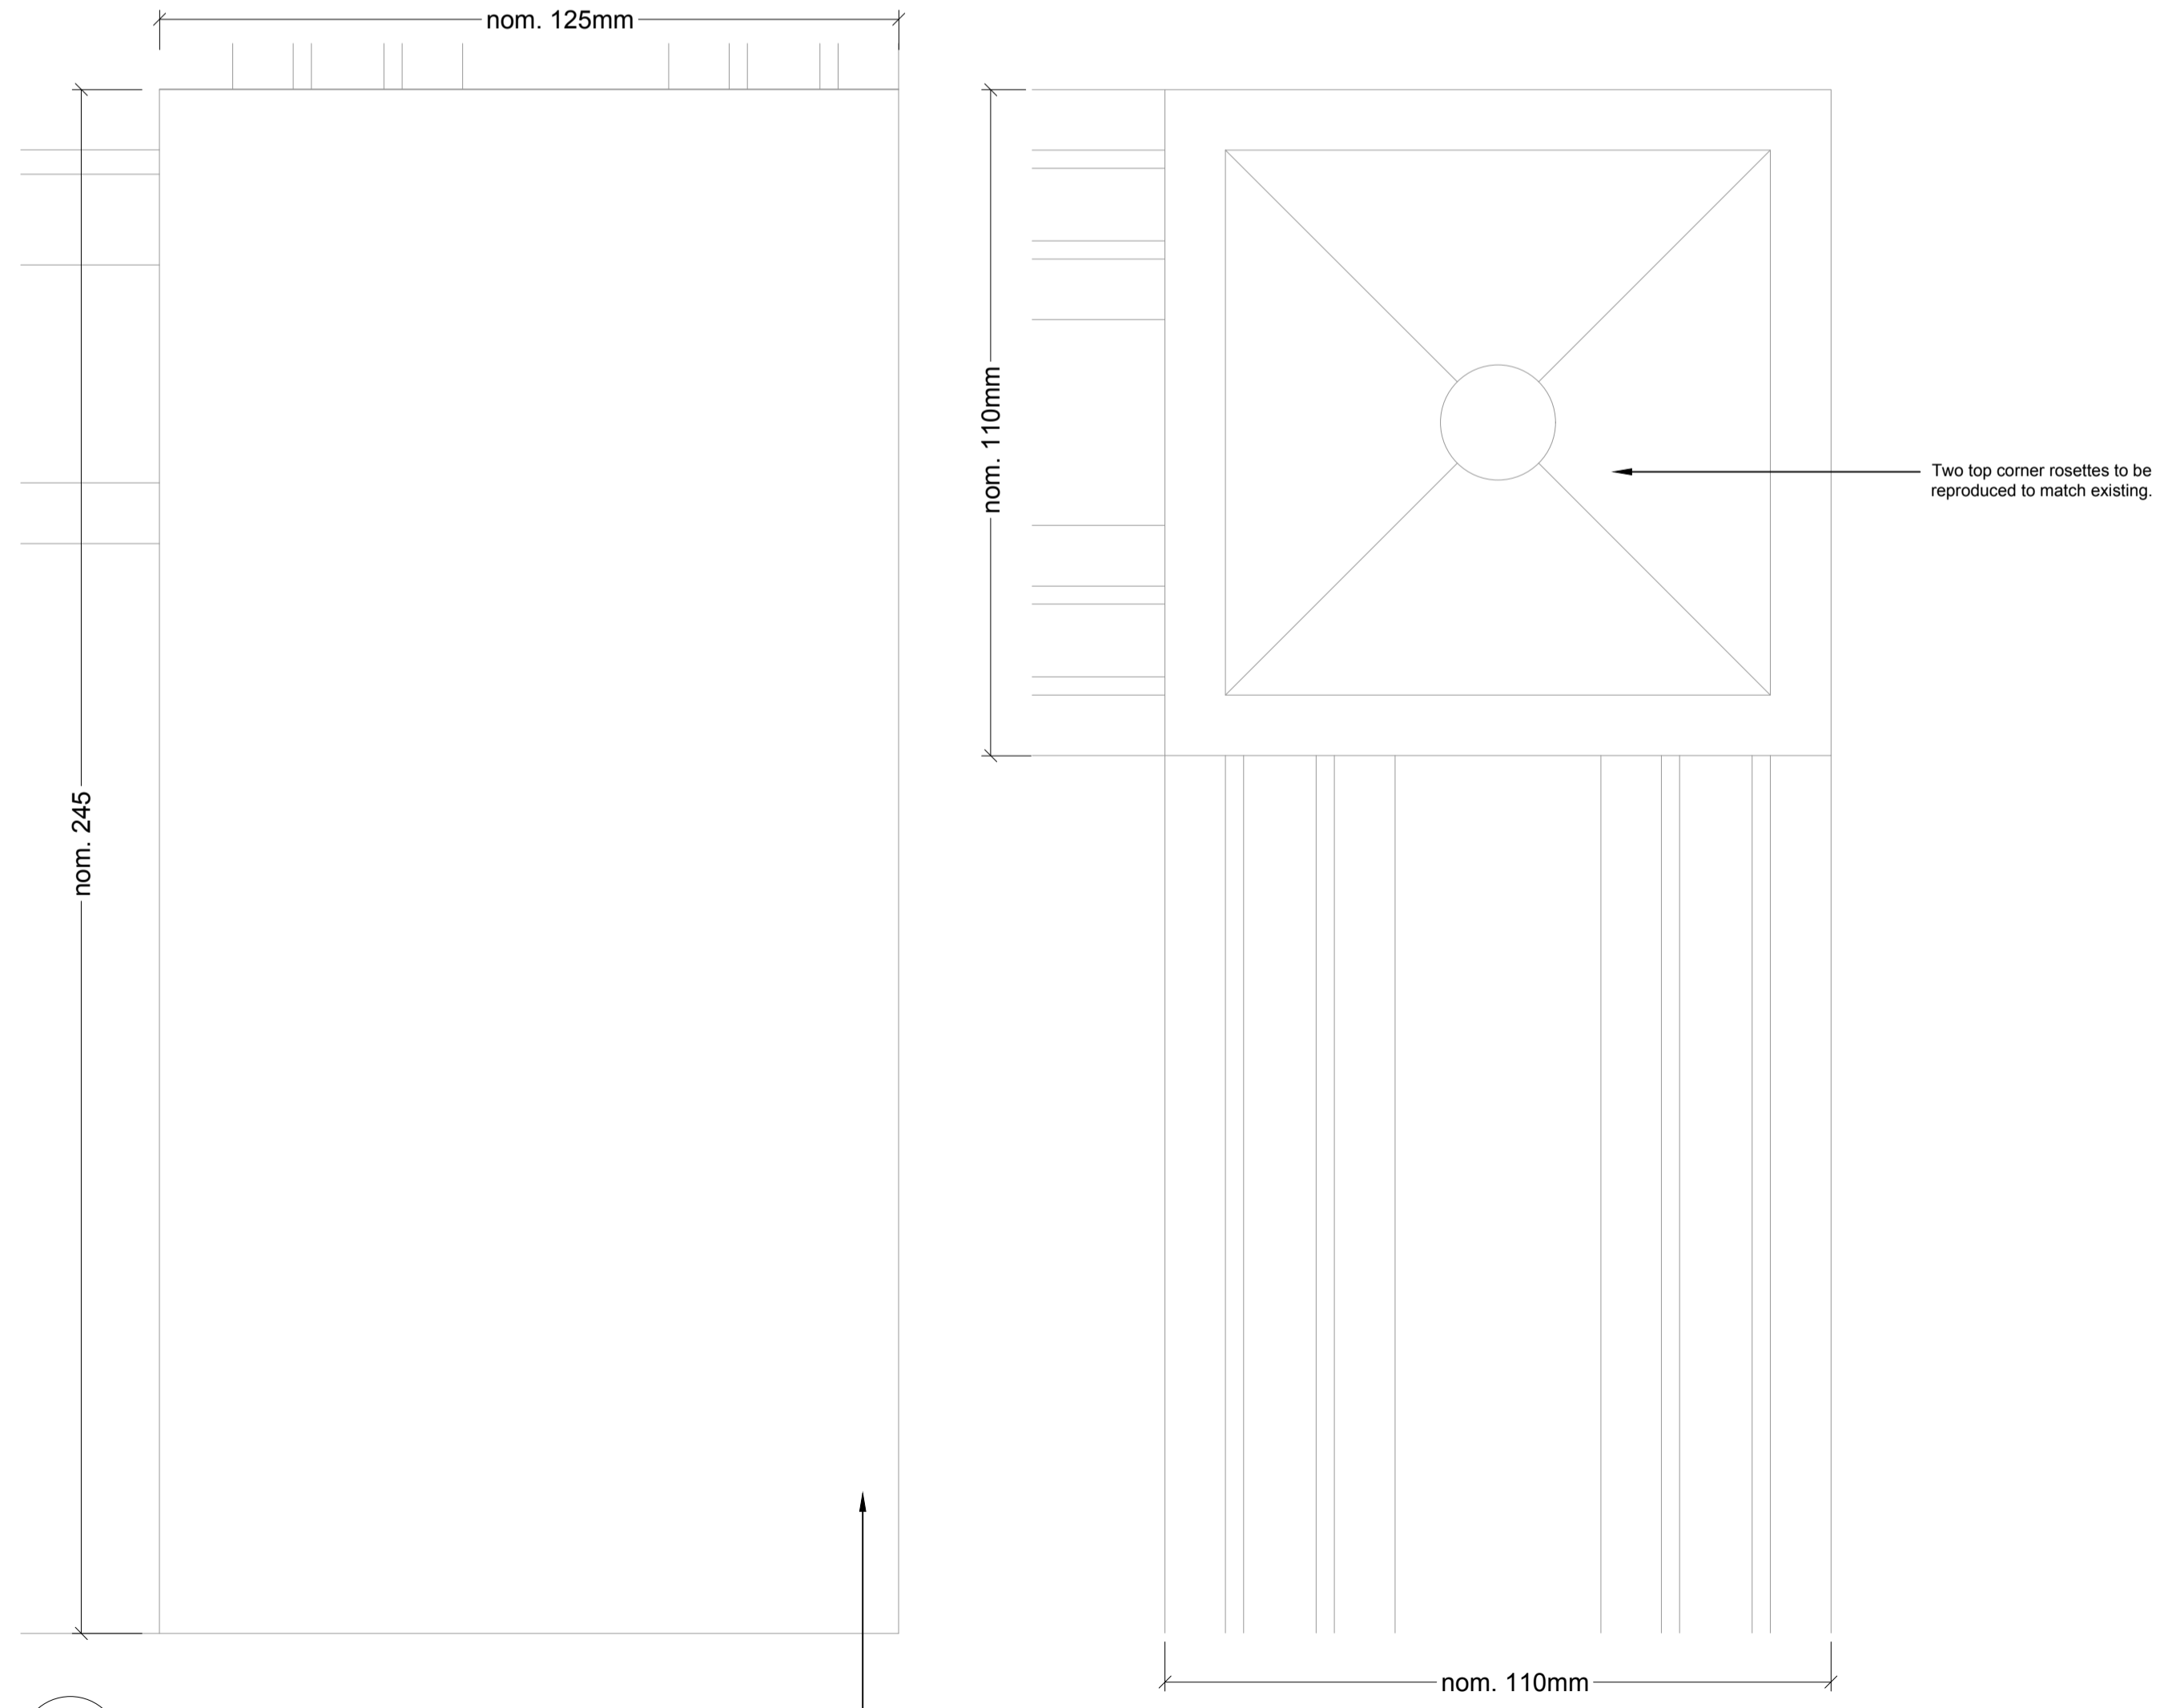 nom. 125mm
nom. 245
nom. 110mm
Two top corner rosettes to be
reproduced to match existing.
nom. 110mm